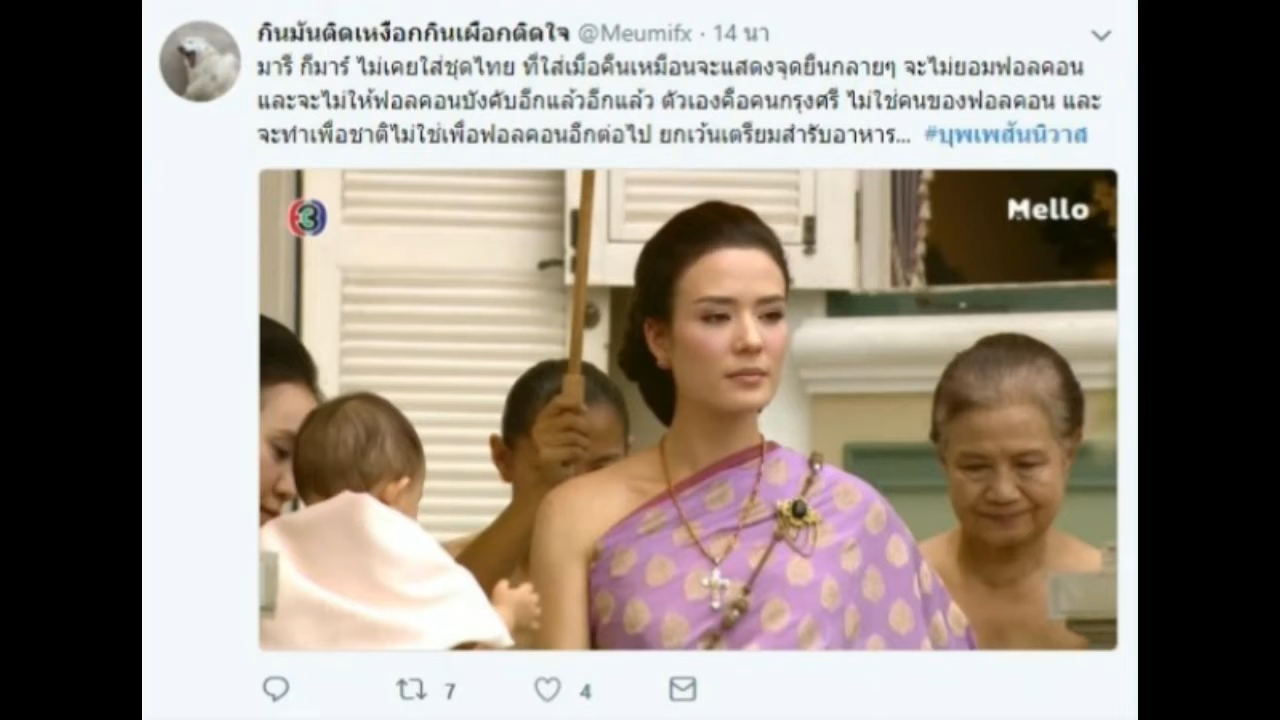 กินมันติดเหงือกกินเผือกติดใจ @Meumifx · 14 นา
มารี กีมาร์ ไม่เคยใส่ชุดไทย ที่ใส่เมื่อคืนเหมือนจะแสดงจุดยืนกลายๆ จะไม่ยอมฟอลคอน
และจะไม่ให้ฟอลคอนบังคับอีกแล้วอีกแล้ว ตัวเองคือคนกรุงศรี ไม่ใช่คนของฟอลคอน และ
จะทำเพื่อชาติไม่ใช่เพื่อฟอลคอนอีกต่อไป ยกเว้นเตรียมสำรับอาหาร... #บุพเพสันนิวาส
3 Mello
7 4